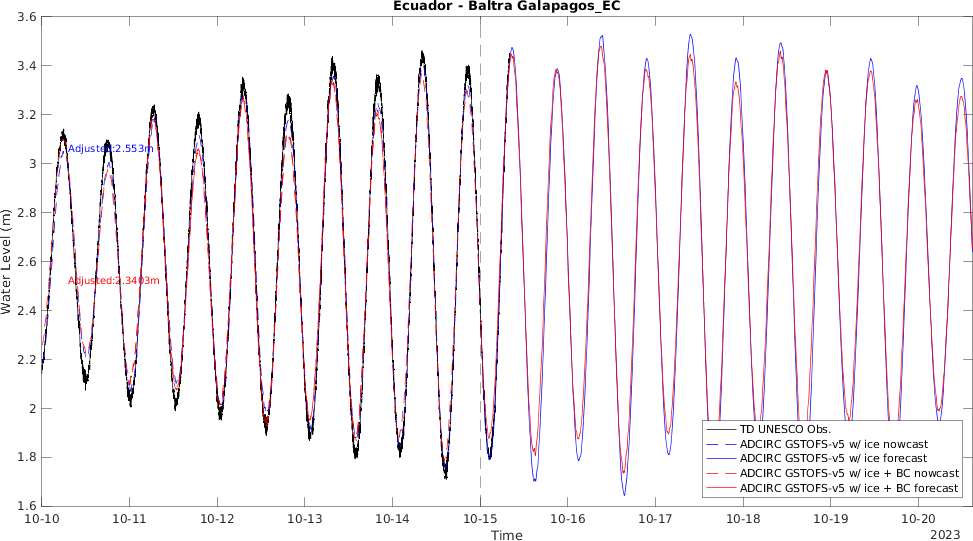 Ecuador - Baltra Galapagos_EC
3.6
3.4
3.2
3
2.8
2.6
2.4
2.2
2
1.8
1.6
Water Level (m)
Adjusted:2.553m
Adjusted:2.3403m
TD UNESCO Obs.
ADCIRC GSTOFS-v5 w/ ice nowcast
ADCIRC GSTOFS-v5 w/ ice forecast
ADCIRC GSTOFS-v5 w/ ice + BC nowcast
ADCIRC GSTOFS-v5 w/ ice + BC forecast
10-10 10-11 10-12 10-13 10-14 10-15 10-16 10-17 10-18 10-19 10-20
Time
2023